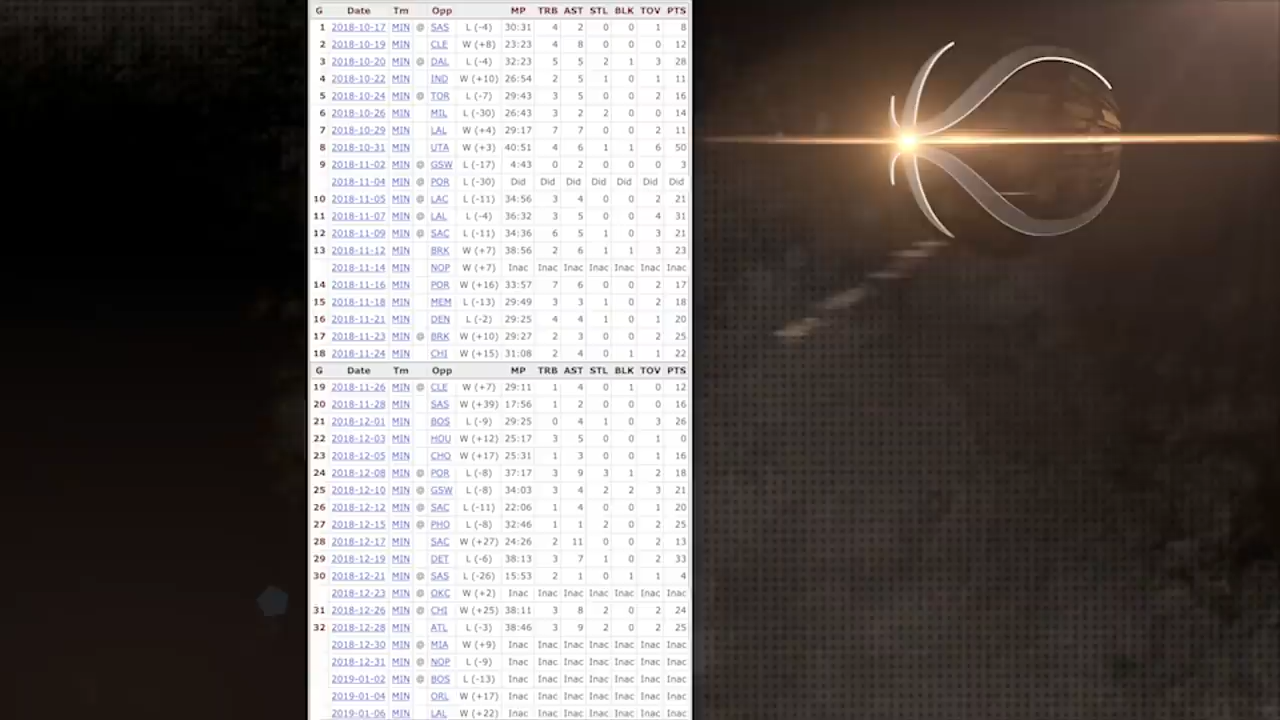 G Date Tm Opp MP TRB AST STL BLK TOV PTS
1 2018-10-17 MIN @ SAS L (-4) 30:31 4 2 0 0 1 8
2 2018-10-19 MIN CLE W (+8) 23:23 4 8 0 0 0 12
3 2018-10-20 MIN @ DAL L (-4) 32:23 5 5 2 1 3 28
4 2018-10-22 MIN IND W (+10) 26:54 2 5 1 0 1 11
5 2018-10-24 MIN @ TOR L (-7) 29:43 3 5 0 0 2 16
6 2018-10-26 MIN MIL L (-30) 26:43 3 2 2 0 0 14
7 2018-10-29 MIN LAL W (+4) 29:17 7 7 0 0 2 11
8 2018-10-31 MIN UTA W (+3) 40:51 4 6 1 1 6 50
9 2018-11-02 MIN @ GSW L (-17) 4:43 0 2 0 0 0 3
2018-11-04 MIN @ POR L (-30) Did Did Did Did Did Did Did
10 2018-11-05 MIN @ LAC L (-11) 34:56 3 4 0 0 2 21
11 2018-11-07 MIN @ LAL L (-4) 36:32 3 5 0 0 4 31
12 2018-11-09 MIN @ SAC L (-11) 34:36 6 5 1 0 3 21
13 2018-11-12 MIN BRK W (+7) 38:56 2 6 1 1 3 23
2018-11-14 MIN NOP W (+7) Inac Inac Inac Inac Inac Inac Inac
14 2018-11-16 MIN POR W (+16) 33:57 7 6 0 0 2 17
15 2018-11-18 MIN MEM L (-13) 29:49 3 3 1 0 2 18
16 2018-11-21 MIN DEN L (-2) 29:25 4 4 1 0 1 20
17 2018-11-23 MIN @ BRK W (+10) 29:27 2 3 0 0 2 25
18 2018-11-24 MIN CHI W (+15) 31:08 2 4 0 1 1 22
G Date Tm Opp MP TRB AST STL BLK TOV PTS
19 2018-11-26 MIN @ CLE W (+7) 29:11 1 4 0 1 0 12
20 2018-11-28 MIN SAS W (+39) 17:56 1 2 0 0 0 16
21 2018-12-01 MIN BOS L (-9) 29:25 0 4 1 0 3 26
22 2018-12-03 MIN HOU W (+12) 25:17 3 5 0 0 1 0
23 2018-12-05 MIN CHO W (+17) 25:31 1 3 0 0 1 16
24 2018-12-08 MIN @ POR L (-8) 37:17 3 9 3 1 2 18
25 2018-12-10 MIN @ GSW L (-8) 34:03 3 4 2 2 3 21
26 2018-12-12 MIN @ SAC L (-11) 22:06 1 4 0 0 1 20
27 2018-12-15 MIN @ PHO L (-8) 32:46 1 1 2 0 2 25
28 2018-12-17 MIN SAC W (+27) 24:26 2 11 0 0 2 13
29 2018-12-19 MIN DET L (-6) 38:13 3 7 1 0 2 33
30 2018-12-21 MIN @ SAS L (-26) 15:53 2 1 0 1 1 4
2018-12-23 MIN @ OKC W (+2) Inac Inac Inac Inac Inac Inac Inac
31 2018-12-26 MIN @ CHI W (+25) 38:11 3 8 2 0 2 24
32 2018-12-28 MIN ATL L (-3) 38:46 3 9 2 0 2 25
2018-12-30 MIN @ MIA W (+9) Inac Inac Inac Inac Inac Inac Inac
2018-12-31 MIN @ NOP L (-9) Inac Inac Inac Inac Inac Inac Inac
2019-01-02 MIN @ BOS L (-13) Inac Inac Inac Inac Inac Inac Inac
2019-01-04 MIN ORL W (+17) Inac Inac Inac Inac Inac Inac Inac
2019-01-06 MIN LAL W (+22) Inac Inac Inac Inac Inac Inac Inac